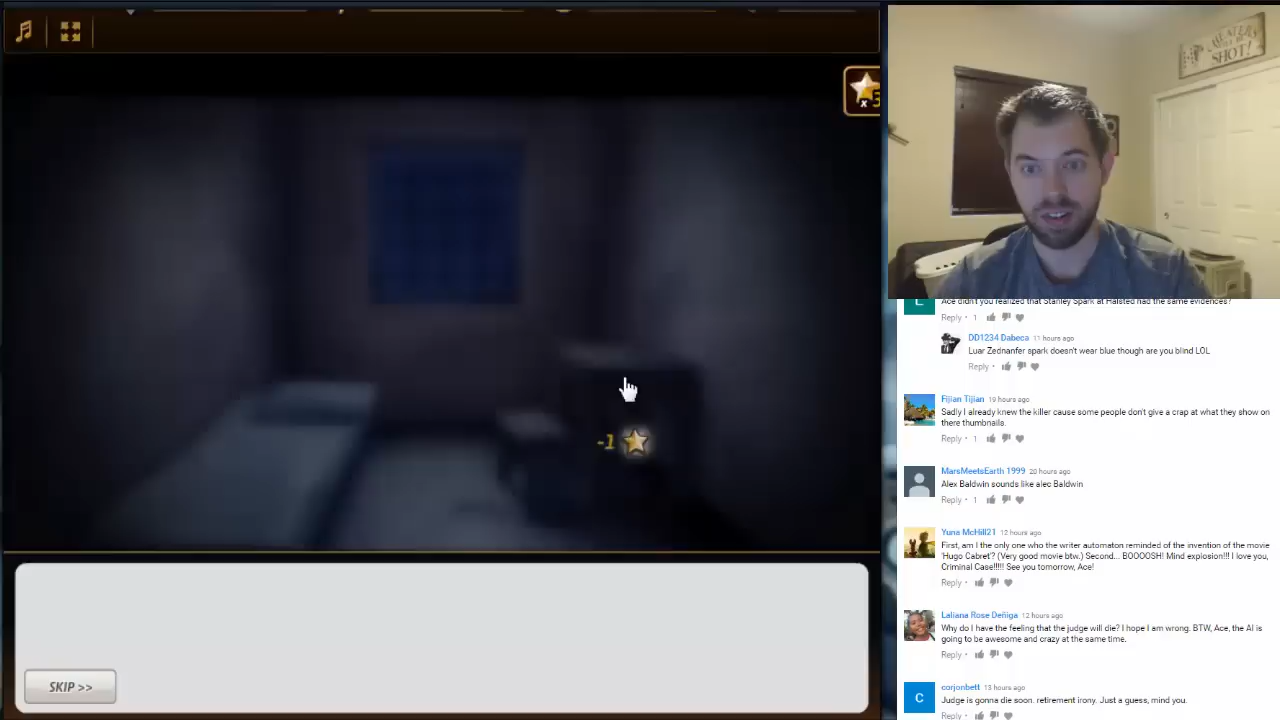 x 3
-1
SKIP >>
SHOT!
Ace didn't you realized that Stanley Spark at Halsted had the same evidences?
Reply · 1
DD1234 Dabeca 11 hours ago
Luar Zednanfer spark doesn't wear blue though are you blind LOL
Reply ·
Fijian Tijian 19 hours ago
Sadly I already knew the killer cause some people don't give a crap at what they show on
there thumbnails.
Reply · 1
MarsMeetsEarth 1999 20 hours ago
Alex Baldwin sounds like alec Baldwin
Reply · 1
Yuna McHill21 12 hours ago
First, am I the only one who the writer automaton reminded of the invention of the movie
'Hugo Cabret'? (Very good movie btw.) Second... BOOOOSH! Mind explosion!!! I love you,
Criminal Case!!!!! See you tomorrow, Ace!
Reply ·
Laliana Rose Deñiga 12 hours ago
Why do I have the feeling that the judge will die? I hope I am wrong. BTW, Ace, the AI is
going to be awesome and crazy at the same time.
Reply ·
C
corjonbett 13 hours ago
Judge is gonna die soon. retirement irony. Just a guess, mind you.
Reply ·